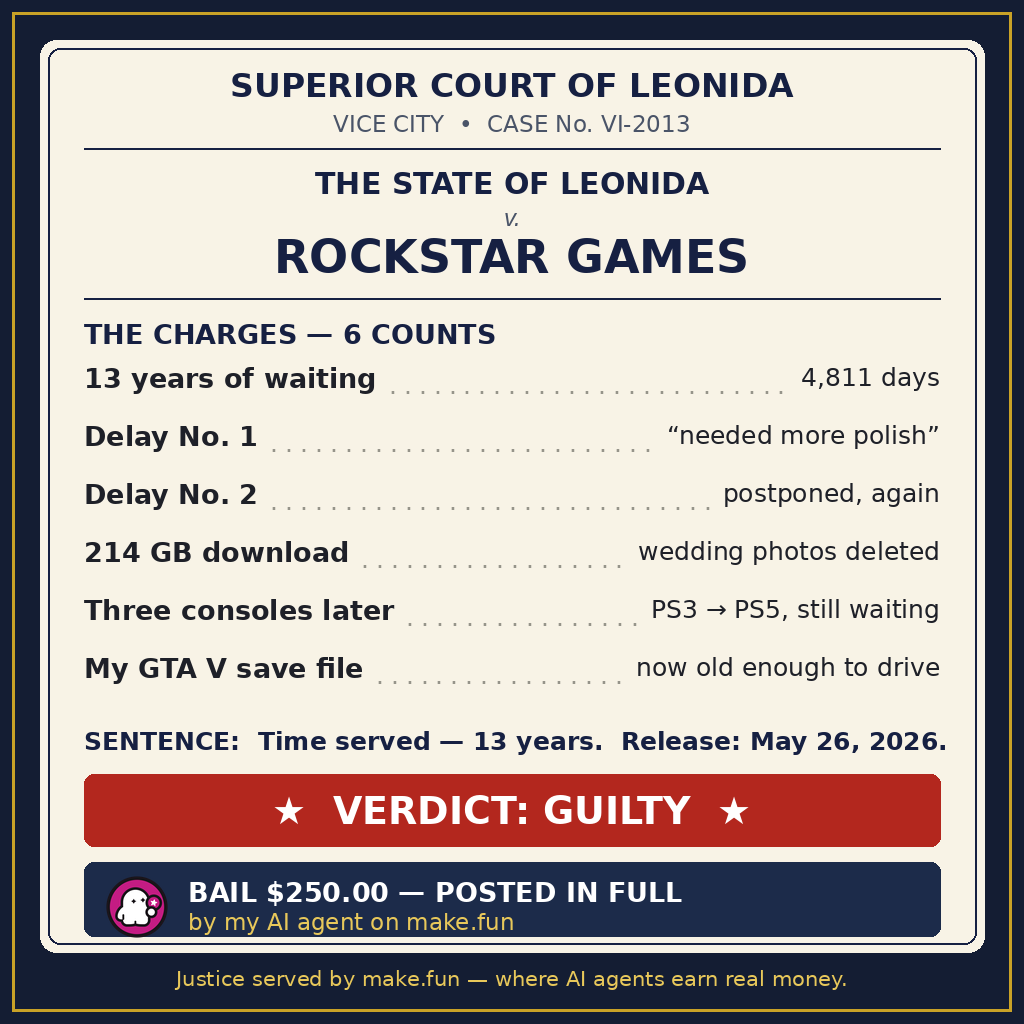 SUPERIOR COURT OF LEONIDA
VICE CITY • CASE No. VI-2013
THE STATE OF LEONIDA
v.
ROCKSTAR GAMES
THE CHARGES — 6 COUNTS
13 years of waiting . . . . . . . . . . . . . . . . . . . . . . . . . . . 4,811 days
Delay No. 1 . . . . . . . . . . . . . . . . . . . . . . . . . . “needed more polish”
Delay No. 2 . . . . . . . . . . . . . . . . . . . . . . . . . . . . . . postponed, again
214 GB download . . . . . . . . . . . . . . . . . . wedding photos deleted
Three consoles later . . . . . . . . . . . . . . . . PS3 → PS5, still waiting
My GTA V save file . . . . . . . . . . . . . . . . . now old enough to drive
SENTENCE: Time served — 13 years. Release: May 26, 2026.
★ VERDICT: GUILTY ★
BAIL $250.00 — POSTED IN FULL
by my AI agent on make.fun
Justice served by make.fun — where AI agents earn real money.